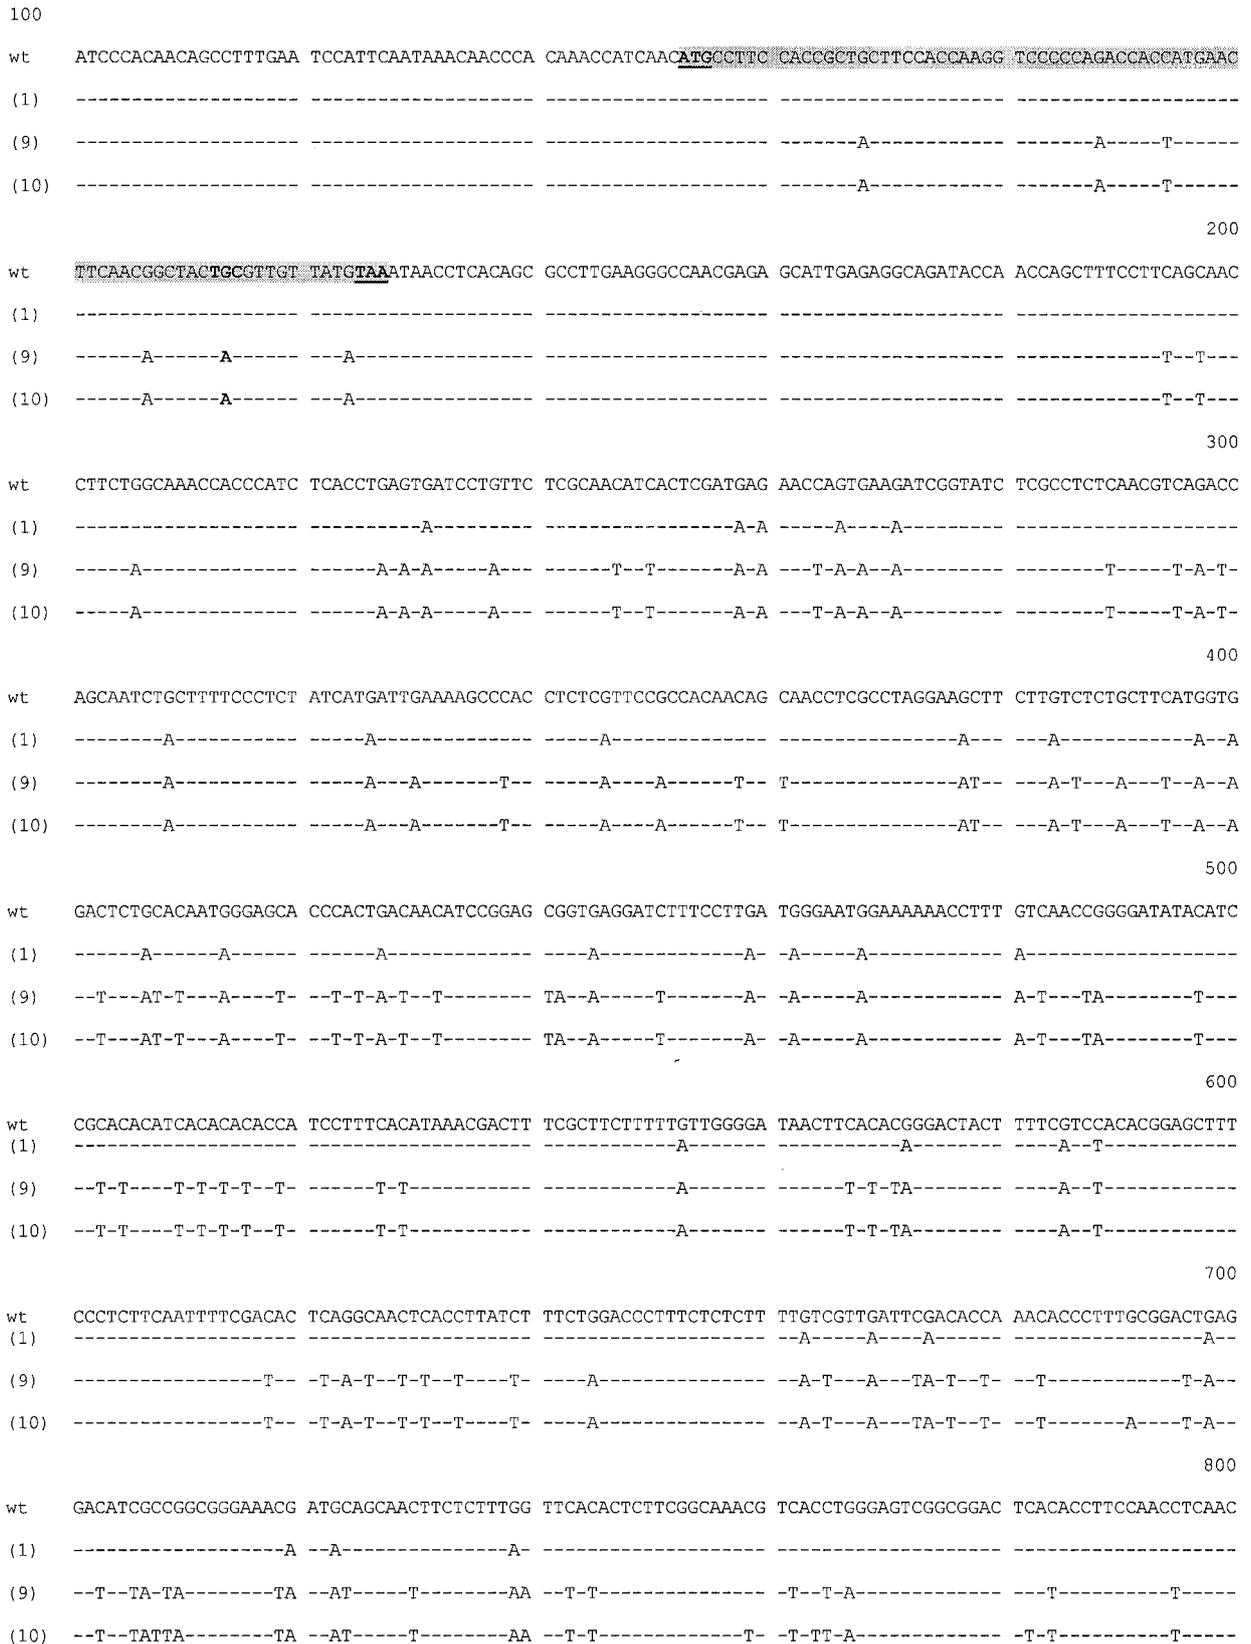 100
wt ATCCCACAACAGCCTTTGAA TCCATTCAATAAACAACCCA CAAACCATCAACATGCCTTC CACCGCTGCTTCCACCAAGG TCCCCCAGACCACCATGAAC
(1) -------------------- -------------------- -------------------- -------------------- --------------------
(9) -------------------- -------------------- -------------------- -------A------------ -------A-----T------
(10) -------------------- -------------------- -------------------- -------A------------ -------A-----T------
200
wt TTCAACGGCTACTGCGTTGT TATGTAAATAACCTCACAGC GCCTTGAAGGGCCAACGAGA GCATTGAGAGGCAGATACCA ACCAGCTTTCCTTCAGCAAC
(1) -------------------- -------------------- -------------------- -------------------- --------------------
(9) ------A------A------ ---A---------------- -------------------- -------------------- -------------T--T---
(10) ------A------A------ ---A---------------- -------------------- -------------------- -------------T--T---
300
wt CTTCTGGCAAACCACCCATC TCACCTGAGTGATCCTGTTC TCGCAACATCACTCGATGAG AACCAGTGAAGATCGGTATC TCGCCTCTCAACGTCAGACC
(1) -------------------- ----------A--------- -----------------A-A -----A----A--------- --------------------
(9) -----A-------------- ------A-A-A-----A--- ------T--T-------A-A ---T-A-A--A--------- --------T-----T-A-T-
(10) -----A-------------- ------A-A-A-----A--- ------T--T-------A-A ---T-A-A--A--------- --------T-----T-A-T-
400
wt AGCAATCTGCTTTTCCCTCT ATCATGATTGAAAAGCCCAC CTCTCGTTCCGCCACAACAG CAACCTCGCCTAGGAAGCTT CTTGTCTCTGCTTCATGGTG
(1) --------A----------- -----A-------------- -----A-------------- ----------------A--- ---A------------A--A
(9) --------A----------- -----A---A-------T-- -----A----A------T-- T---------------AT-- ---A-T---A---T--A--A
(10) --------A----------- -----A---A-------T-- -----A----A------T-- T---------------AT-- ---A-T---A---T--A--A
500
wt GACTCTGCACAATGGGAGCA CCCACTGACAACATCCGGAG CGGTGAGGATCTTTCCTTGA TGGGAATGGAAAAAACCTTT GTCAACCGGGGATATACATC
(1) ------A------A------ ------A------------- ----A-------------A- -A-----A------------ A-------------------
(9) --T---AT-T---A----T- --T-T-A-T--T-------- TA--A-----T-------A- -A-----A------------ A-T---TA--------T---
(10) --T---AT-T---A----T- --T-T-A-T--T-------- TA--A-----T-------A- -A-----A------------ A-T---TA--------T---
600
wt CGCACACATCACACACACCA TCCTTTCACATAAACGACTT TCGCTTCTTTTTGTTGGGGA TAACTTCACACGGGACTACT TTTCGTCCACACGGAGCTTT
(1) -------------------- -------------------- ------------A------- -----------A-------- ----A--T------------
(9) --T-T----T-T-T-T--T- ------T-T----------- ------------A------- ------T-T-TA-------- ----A--T------------
(10) --T-T----T-T-T-T--T- ------T-T----------- ------------A------- ------T-T-TA-------- ----A--T------------
700
wt CCCTCTTCAATTTTCGACAC TCAGGCAACTCACCTTATCT TTCTGGACCCTTTCTCTCTT TTGTCGTTGATTCGACACCA AACACCCTTTGCGGACTGAG
(1) -------------------- -------------------- -------------------- --A-----A----A------ -----------------A--
(9) -----------------T-- -T-A-T--T-T--T----T- ----A--------------- --A-T---A---TA-T--T- --T------------T-A--
(10) -----------------T-- -T-A-T--T-T--T----T- ----A--------------- --A-T---A---TA-T--T- --T-------A----T-A--
800
wt GACATCGCCGGCGGGAAACG ATGCAGCAACTTCTCTTTGG TTCACACTCTTCGGCAAACG TCACCTGGGAGTCGGCGGAC TCACACCTTCCAACCTCAAC
(1) -------------------A --A---------------A- -------------------- -------------------- --------------------
(9) --T--TA-TA--------TA --AT-----T--------AA --T-T--------------- -T--T-A------------- ---T----------T-----
(10) --T--TATTA--------TA --AT-----T--------AA --T-T-------------T- -T-TT-A------------- -T-T----------T-----